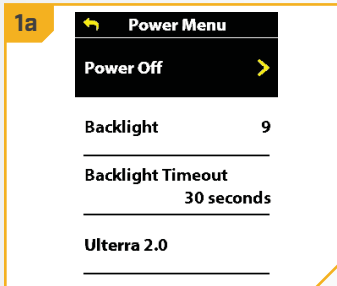 1a
Power Menu
Power Off
Backlight 9
Backlight Timeout
30 seconds
Ulterra 2.0